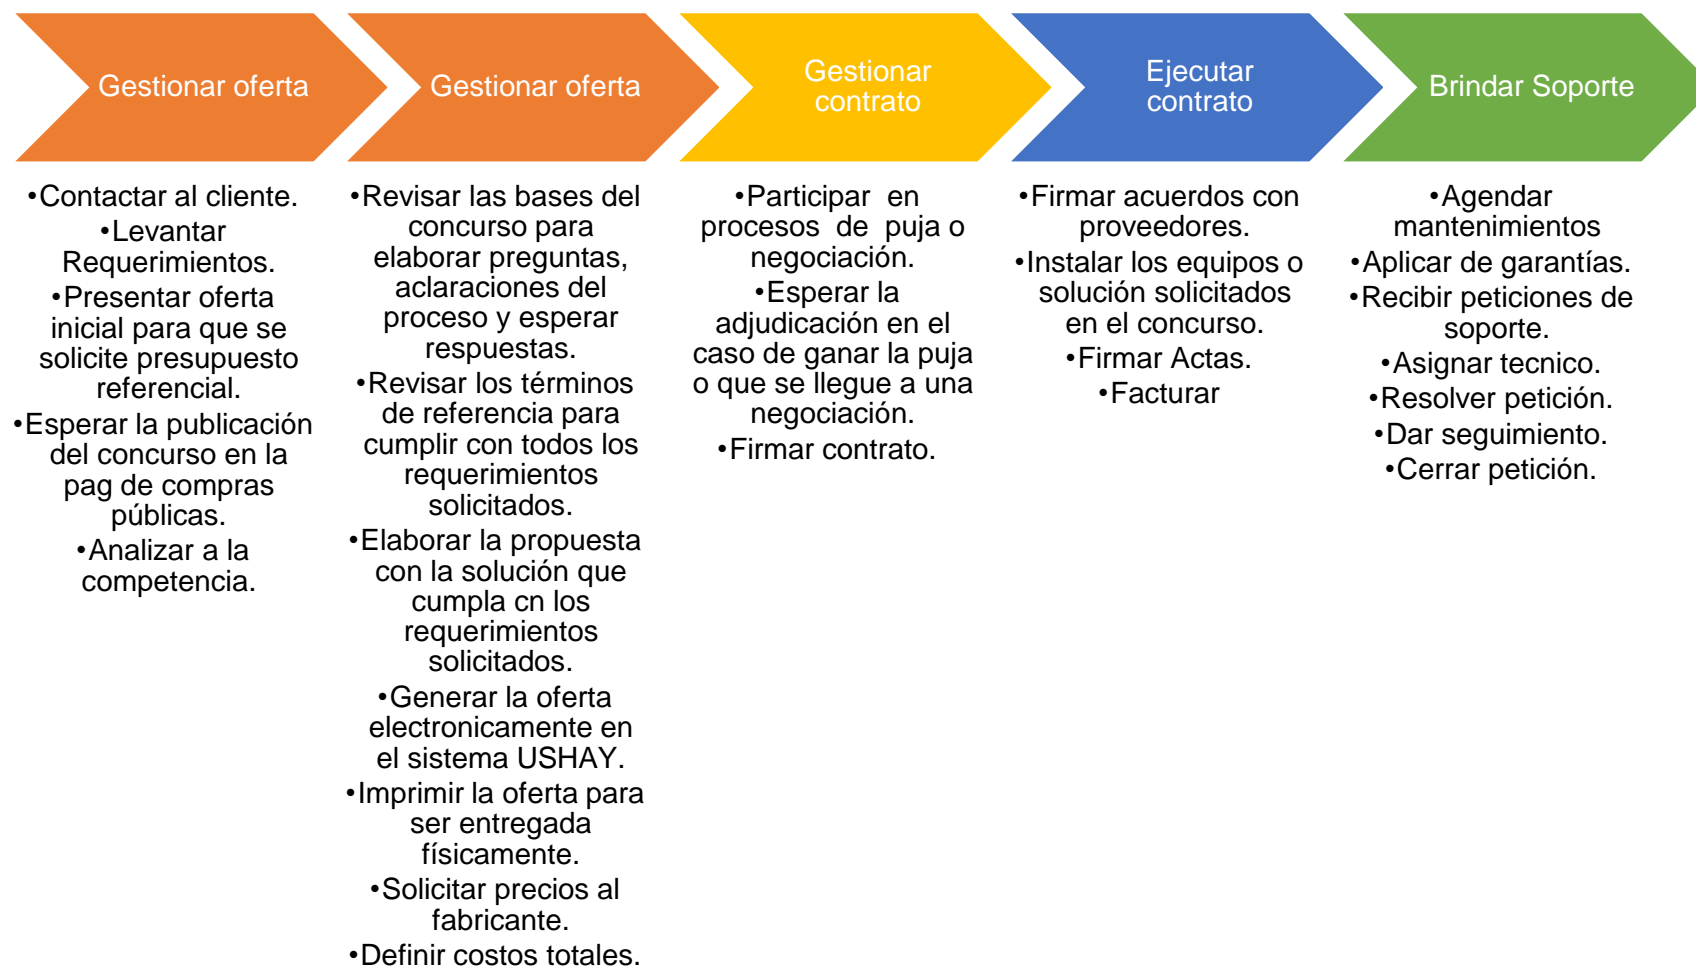 Gestionar oferta
•Contactar al cliente.
•Levantar
Requerimientos.
•Presentar oferta
inicial para que se
solicite presupuesto
referencial.
•Esperar la publicación
del concurso en la
pag de compras
públicas.
•Analizar a la
competencia.
Gestionar oferta
•Revisar las bases del
concurso para
elaborar preguntas,
aclaraciones del
proceso y esperar
respuestas.
•Revisar los términos
de referencia para
cumplir con todos los
requerimientos
solicitados.
•Elaborar la propuesta
con la solución que
cumpla cn los
requerimientos
solicitados.
•Generar la oferta
electronicamente en
el sistema USHAY.
•Imprimir la oferta para
ser entregada
físicamente.
•Solicitar precios al
fabricante.
•Definir costos totales.
Gestionar
contrato
•Participar en
procesos de puja o
negociación.
•Esperar la
adjudicación en el
caso de ganar la puja
o que se llegue a una
negociación.
•Firmar contrato.
Ejecutar
contrato
•Firmar acuerdos con
proveedores.
•Instalar los equipos o
solución solicitados
en el concurso.
•Firmar Actas.
•Facturar
Brindar Soporte
•Agendar
mantenimientos
•Aplicar de garantías.
•Recibir peticiones de
soporte.
•Asignar tecnico.
•Resolver petición.
•Dar seguimiento.
•Cerrar petición.